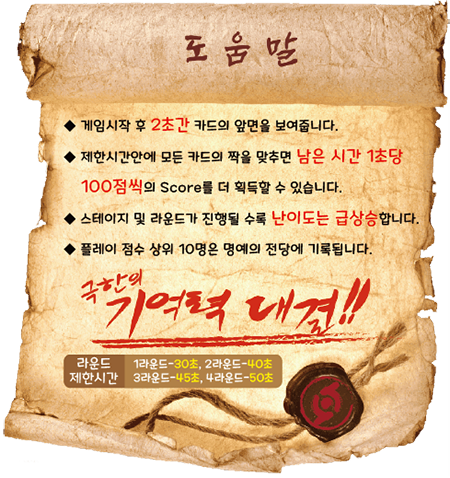 도움말
◆ 게임시작 후 2초간 카드의 앞면을 보여줍니다.
◆ 제한시간안에 모든 카드의 짝을 맞추면 남은 시간 1초당
100점씩의 Score를 더 획득할 수 있습니다.
◆ 스테이지 및 라운드가 진행될 수록 난이도는 급상승합니다.
◆ 플레이 점수 상위 10명은 명예의 전당에 기록됩니다.
극한의
기억력 대결!!
라운드 제한시간
1라운드-30초, 2라운드-40초
3라운드-45초, 4라운드-50초